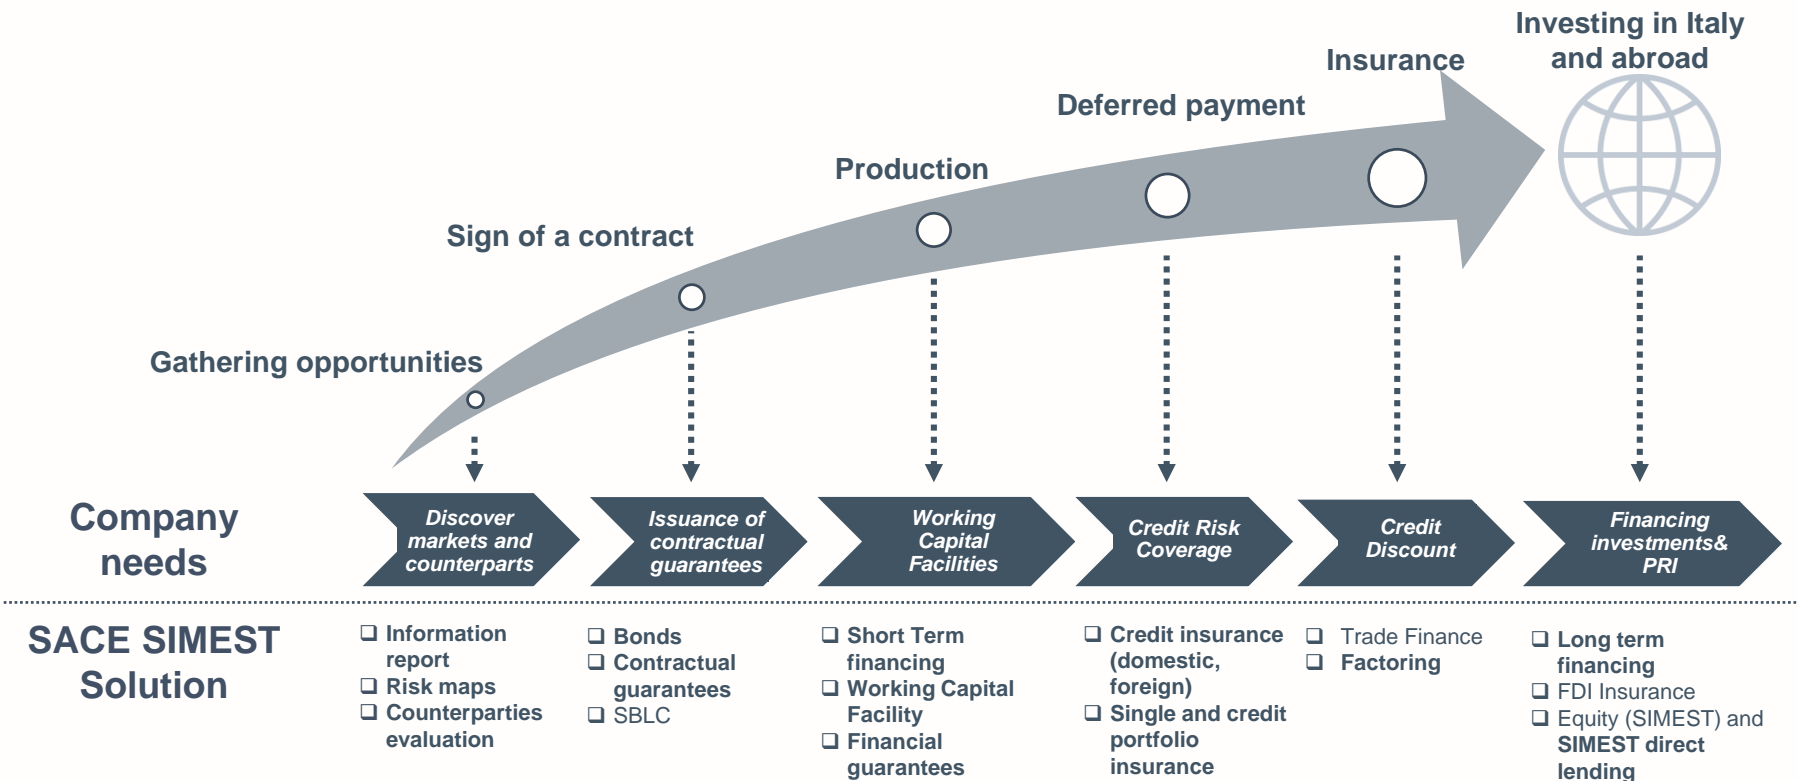 Investing in Italy
and abroad
Insurance
Deferred payment
Production
Sign of a contract
Gathering opportunities
Company
needs
Discover
markets and
counterparts
Issuance of
contractual
guarantees
Working
Capital
Facilities
Credit Risk
Coverage
Credit
Discount
Financing
investments&
PRI
SACE SIMEST
Solution
❑ Information
report
❑ Risk maps
❑ Counterparties
evaluation
❑ Bonds
❑ Contractual
guarantees
❑ SBLC
❑ Short Term
financing
❑ Working Capital
Facility
❑ Financial
guarantees
❑ Credit insurance
(domestic,
foreign)
❑ Single and credit
portfolio
insurance
❑ Trade Finance
❑ Factoring
❑ Long term
financing
❑ FDI Insurance
❑ Equity (SIMEST) and
SIMEST direct
lending